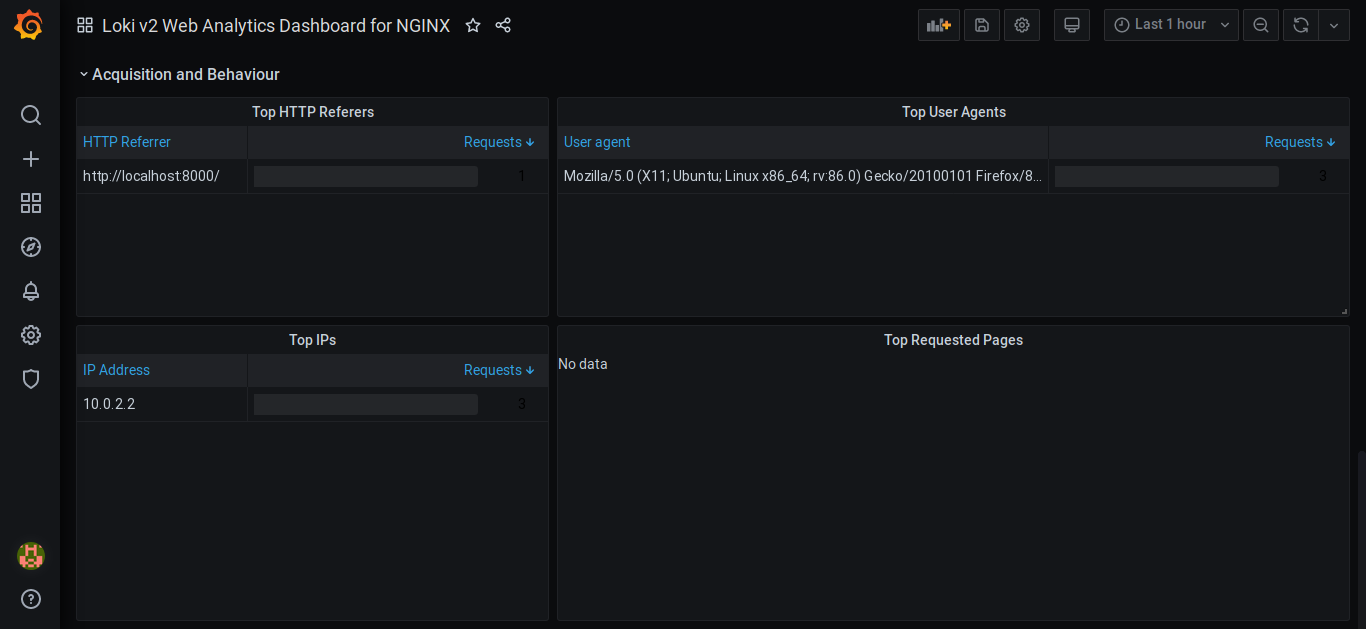 Loki v2 Web Analytics Dashboard for NGINX
Last 1 hour
Acquisition and Behaviour
Top HTTP Referers
HTTP Referrer Requests
http://localhost:8000/ 1
Top User Agents
User agent Requests
Mozilla/5.0 (X11; Ubuntu; Linux x86_64; rv:86.0) Gecko/20100101 Firefox/8... 3
Top IPs
IP Address Requests
10.0.2.2 3
Top Requested Pages
No data